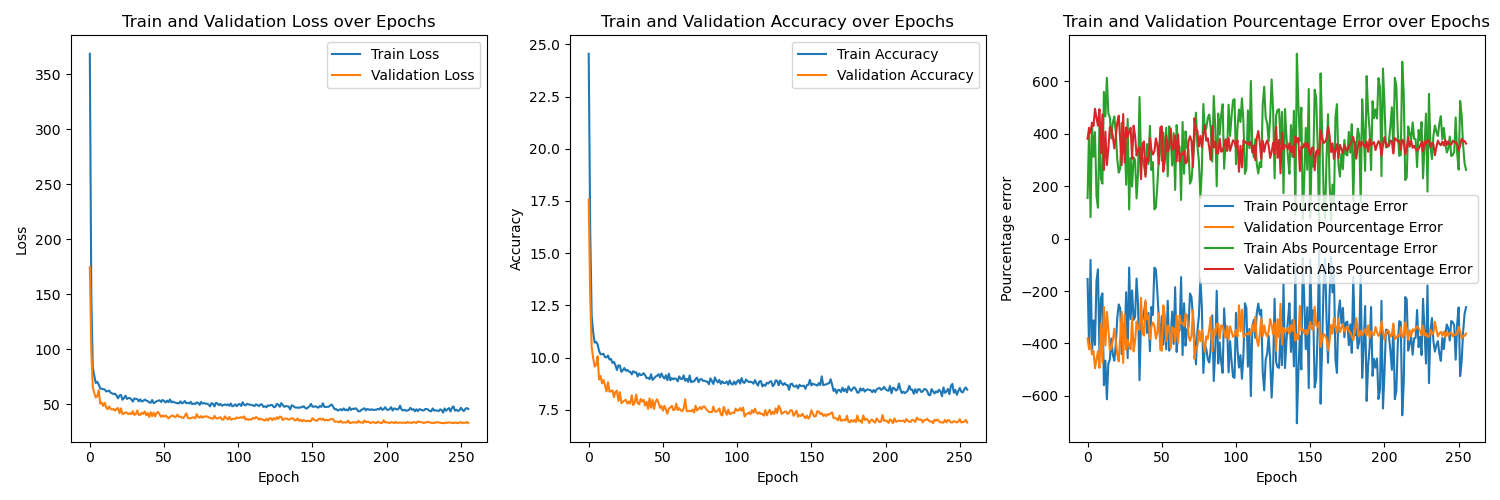 Train and Validation Loss over Epochs
Train Loss
Validation Loss
350
300
250
200
150
100
50
Loss
0
50
100
150
200
250
Epoch
Train and Validation Accuracy over Epochs
Train Accuracy
Validation Accuracy
25.0
22.5
20.0
17.5
15.0
12.5
10.0
7.5
Accuracy
0
50
100
150
200
250
Epoch
Train and Validation Pourcentage Error over Epochs
600
400
200
0
−200
−400
−600
Pourcentage error
Train Pourcentage Error
Validation Pourcentage Error
Train Abs Pourcentage Error
Validation Abs Pourcentage Error
0
50
100
150
200
250
Epoch